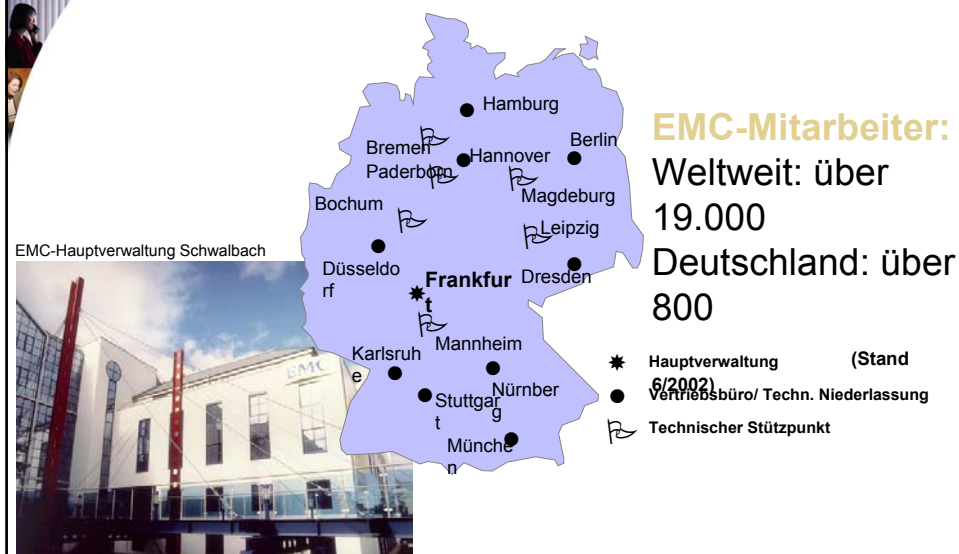 Hamburg
Bremen
Hannover
Berlin
Paderborn
Magdeburg
Bochum
Leipzig
EMC-Hauptverwaltung Schwalbach
Düsseldo
rf
Frankfur
t
Dresden
Mannheim
Karlsruh
e
Nürnber
g
Stuttgar
t
Münche
n
EMC
EMC-Mitarbeiter:
Weltweit: über
19.000
Deutschland: über
800
Hauptverwaltung (Stand
6/2002)
Vertriebsbüro/ Techn. Niederlassung
Technischer Stützpunkt